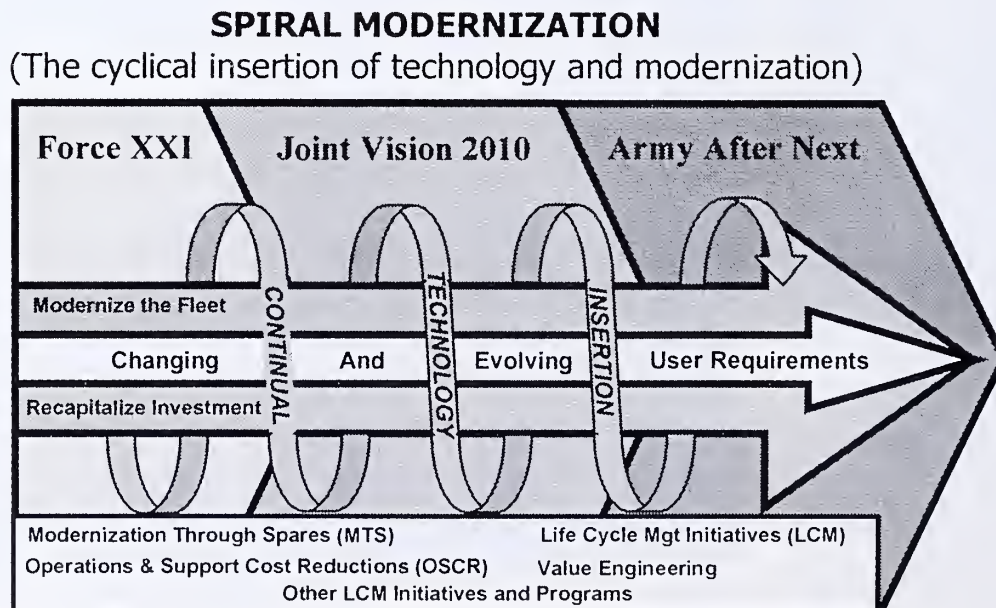 SPIRAL MODERNIZATION
(The cyclical insertion of technology and modernization)
Force XXI
Joint Vision 2010
Army After Next
Modernize the Fleet
CONTINUAL
TECHNOLOGY
INSERTION
Changing And Evolving User Requirements
Recapitalize Investment
Modernization Through Spares (MTS)
Life Cycle Mgt Initiatives (LCM)
Operations & Support Cost Reductions (OSCR)
Value Engineering
Other LCM Initiatives and Programs